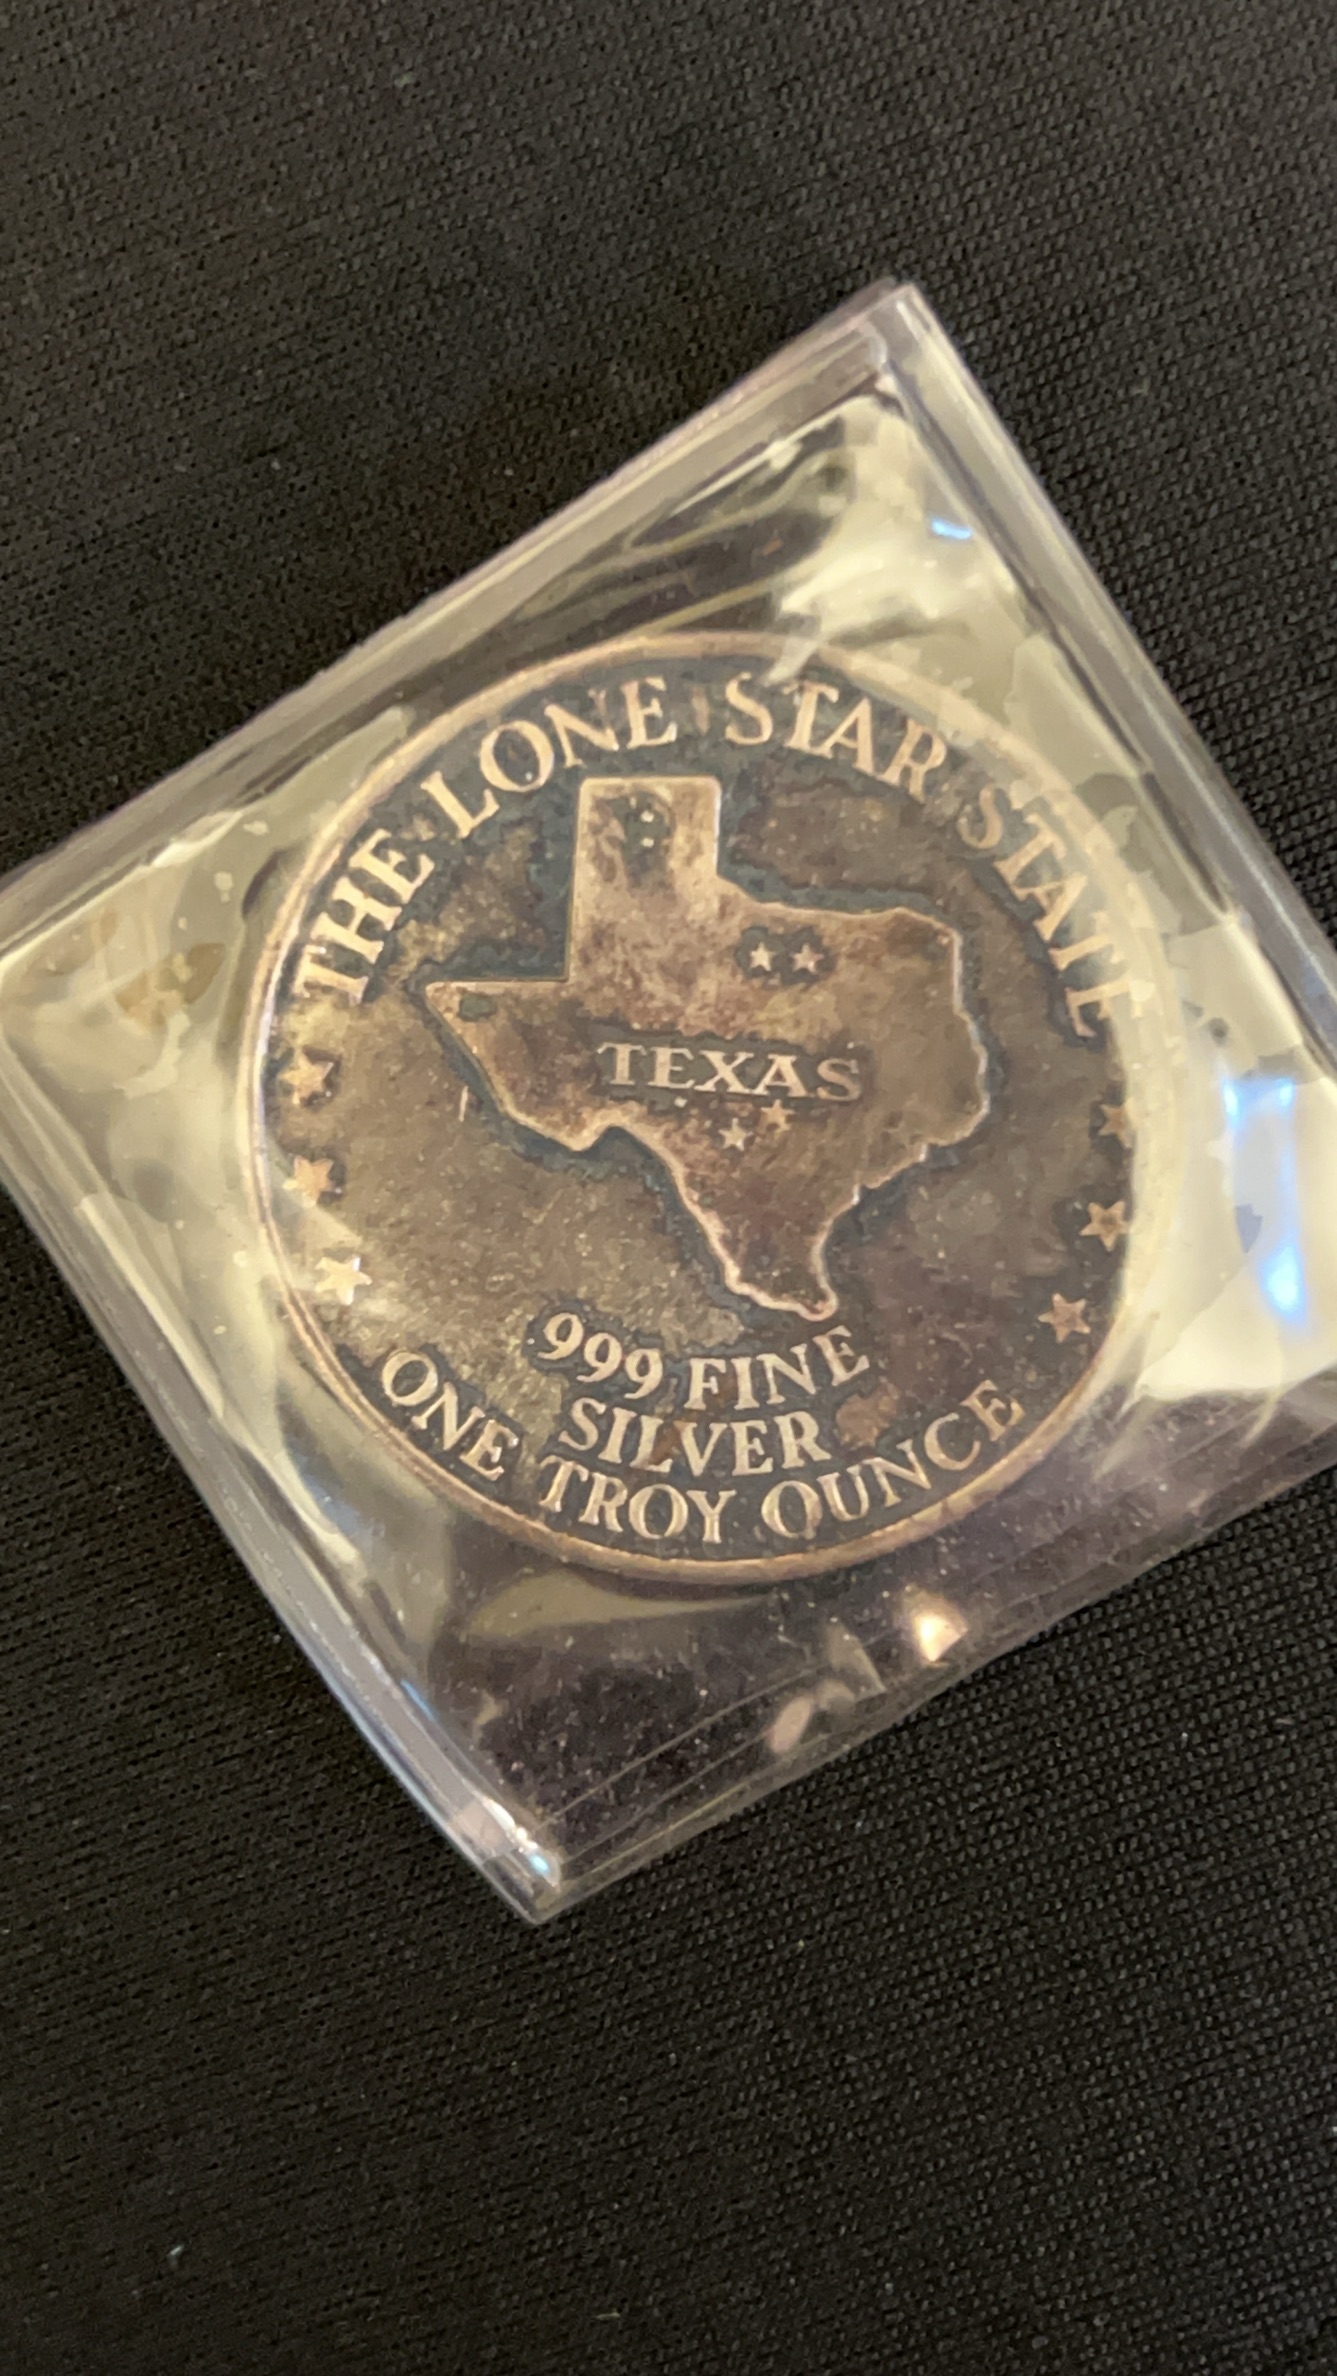 THE LONE STAR STATE
TEXAS
999 FINE
SILVER
ONE TROY OUNCE